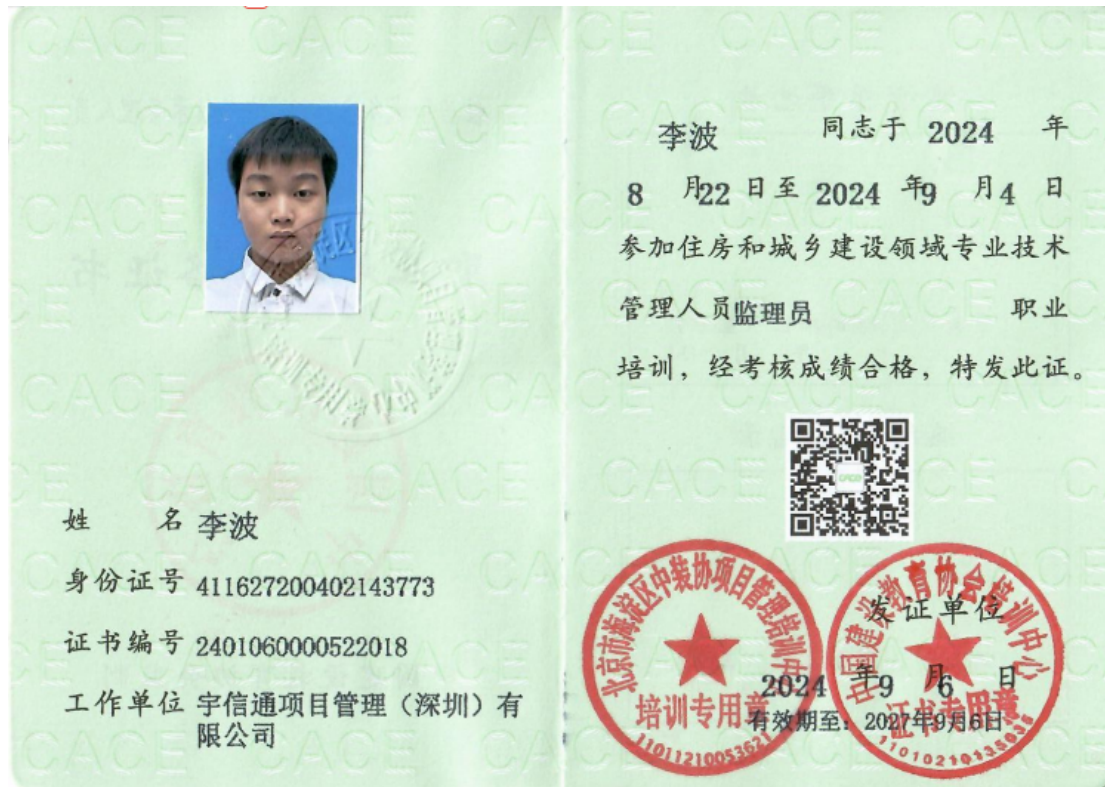 姓 名 李波
身份证号 411627200402143773
证书编号 2401060000522018
工作单位 宇信通项目管理（深圳）有
限公司
李波 同志于 2024 年
8 月22 日至 2024 年9 月4 日
参加住房和城乡建设领域专业技术
管理人员监理员 职业
培训，经考核成绩合格，特发此证。
CACE
北京市海淀区中装协项目管理培训中
培训专用章
中国建设教育协会培训中心
证书专用章
发证单位
2024 年9 月 6 日
有效期至：2027年9月6日